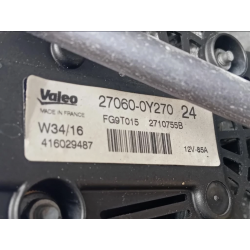 Valeo 27060-0Y270 24
MADE IN FRANCE FG9T015 2710755B
W34/16 12V-85A
416029487